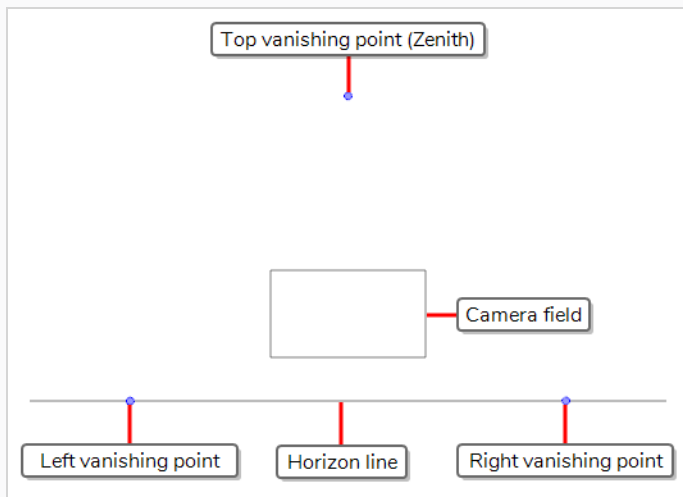 Top vanishing point (Zenith)
Camera field
Left vanishing point
Horizon line
Right vanishing point